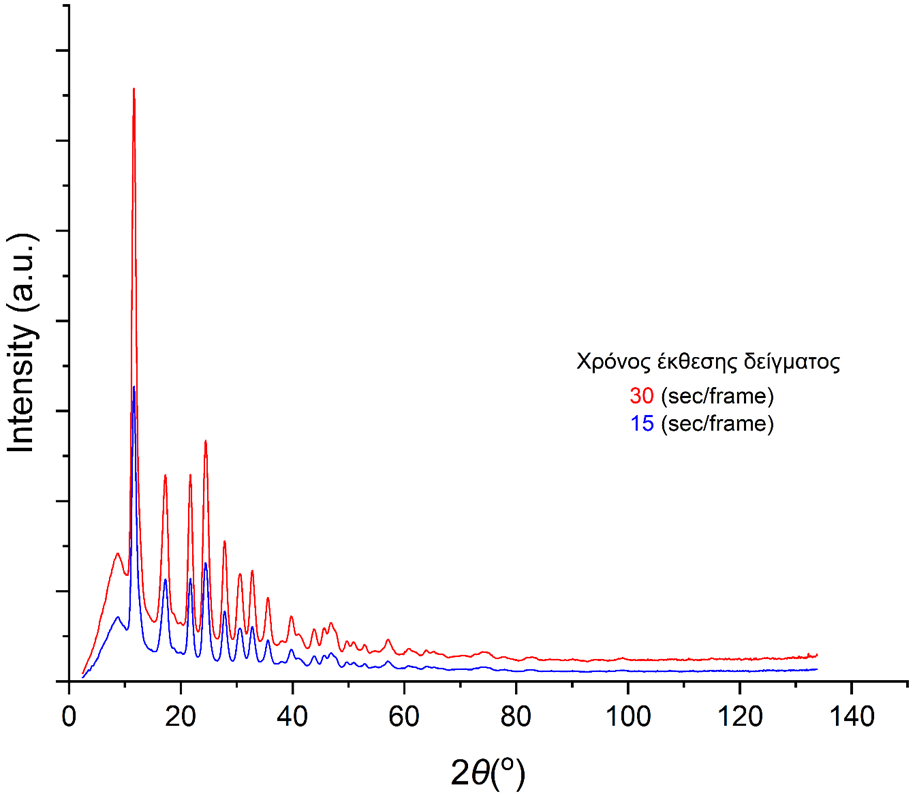 Intensity (a.u.)
Χρόνος έκθεσης δείγματος
30 (sec/frame)
15 (sec/frame)
0 20 40 60 80 100 120 140
2θ(°)